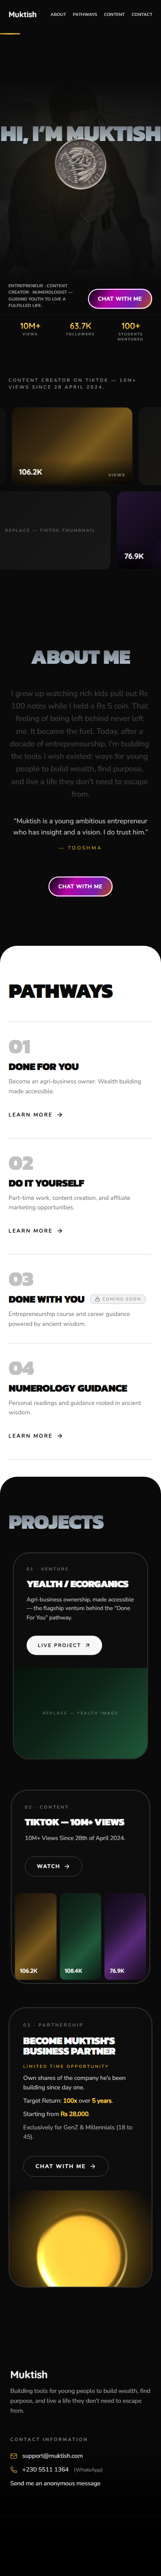 Muktish
ABOUT PATHWAYS CONTENT CONTACT
HI, I'M MUKTISH
ENTREPRENEUR · CONTENT
CREATOR · NUMEROLOGIST —
GUIDING YOUTH TO LIVE A
FULFILLED LIFE.
CHAT WITH ME
10M+ 63.7K 100+
VIEWS FOLLOWERS STUDENTS
MENTORED
CONTENT CREATOR ON TIKTOK — 10M+
VIEWS SINCE 28 APRIL 2024.
106.2K VIEWS
REPLACE — TIKTOK THUMBNAIL
76.9K
ABOUT ME
I grew up watching rich kids pull out Rs
100 notes while I held a Rs 5 coin. That
feeling of being left behind never left
me. It became the fuel. Today, after a
decade of entrepreneurship, I'm building
the tools I wish existed: ways for young
people to build wealth, find purpose,
and live a life they don't need to escape
from.
"Muktish is a young ambitious entrepreneur
who has insight and a vision. I do trust him."
— TOOSHMA
CHAT WITH ME
PATHWAYS
01
DONE FOR YOU
Become an agri-business owner. Wealth building
made accessible.
LEARN MORE →
02
DO IT YOURSELF
Part-time work, content creation, and affiliate
marketing opportunities.
LEARN MORE →
03
DONE WITH YOU COMING SOON
Entrepreneurship course and career guidance
powered by ancient wisdom.
04
NUMEROLOGY GUIDANCE
Personal readings and guidance rooted in ancient
wisdom.
LEARN MORE →
PROJECTS
01 · VENTURE
YEALTH / ECORGANICS
Agri-business ownership, made accessible
— the flagship venture behind the "Done
For You" pathway.
LIVE PROJECT ↗
REPLACE — YEALTH IMAGE
02 · CONTENT
TIKTOK — 10M+ VIEWS
10M+ Views Since 28th of April 2024.
WATCH →
106.2K 108.4K 76.9K
03 · PARTNERSHIP
BECOME MUKTISH'S
BUSINESS PARTNER
LIMITED TIME OPPORTUNITY
Own shares of the company he's been
building since day one.
Target Return: 100x over 5 years.
Starting from Rs 28,000.
Exclusively for GenZ & Millennials (18 to
45).
CHAT WITH ME →
Muktish
Building tools for young people to build wealth, find
purpose, and live a life they don't need to escape
from.
CONTACT INFORMATION
support@muktish.com
+230 5511 1364 (WhatsApp)
Send me an anonymous message